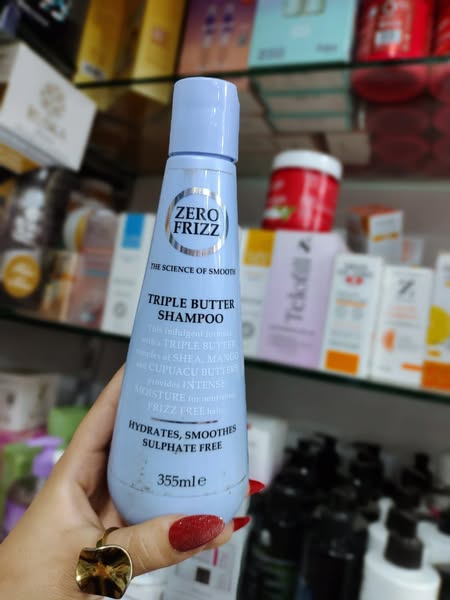 ZERO
FRIZZ
THE SCIENCE OF SMOOTH
TRIPLE BUTTER
SHAMPOO
This indulgent formula
with a TRIPLE BUTTER
complex of SHEA, MANGO
and CUPUACU BUTTERS
provides INTENSE
MOISTURE for nourished
FRIZZ FREE hair.
HYDRATES, SMOOTHES
SULPHATE FREE
355ml e
Telofill